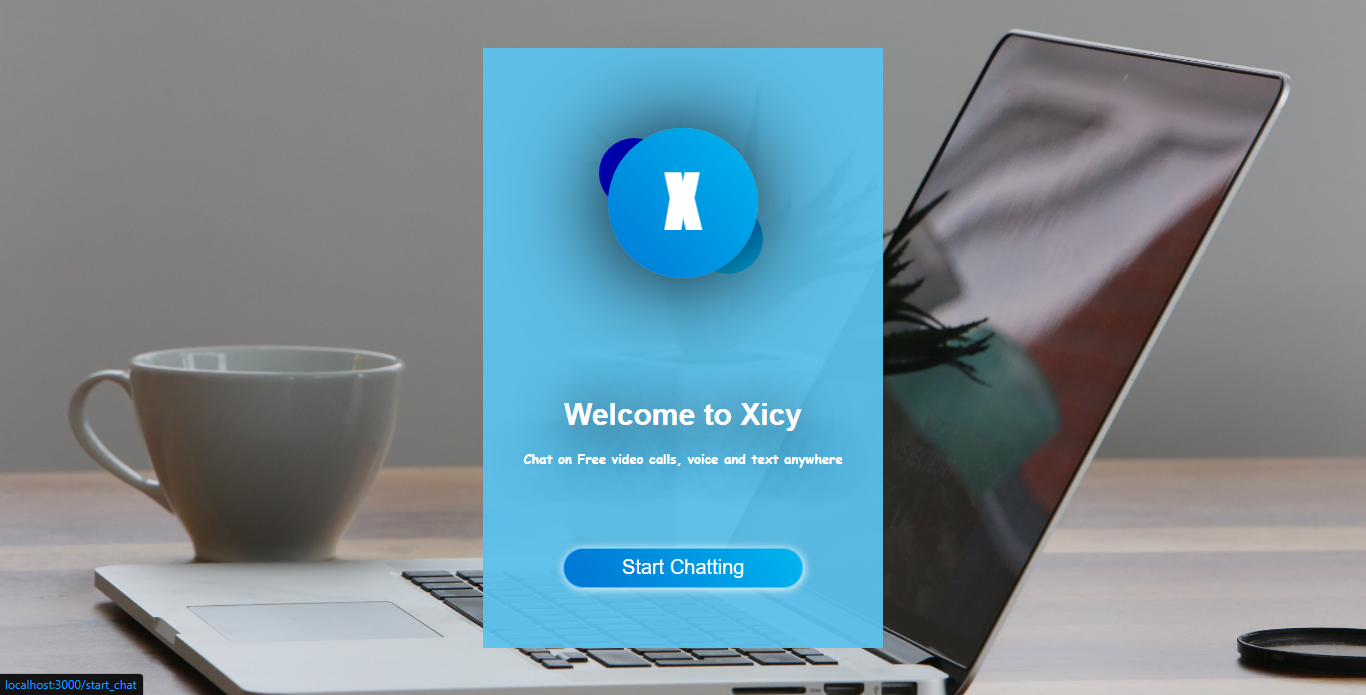 X
Welcome to Xicy
Chat on Free video calls, voice and text anywhere
Start Chatting
localhost:3000/start_chat